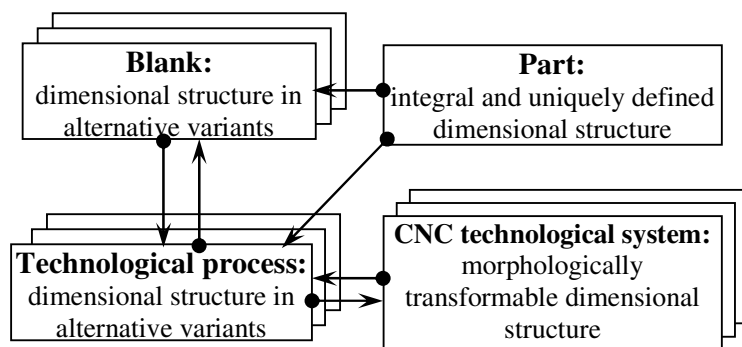 Blank:
dimensional structure in
alternative variants
Part:
integral and uniquely defined
dimensional structure
Technological process:
dimensional structure in
alternative variants
CNC technological system:
morphologically
transformable dimensional
structure